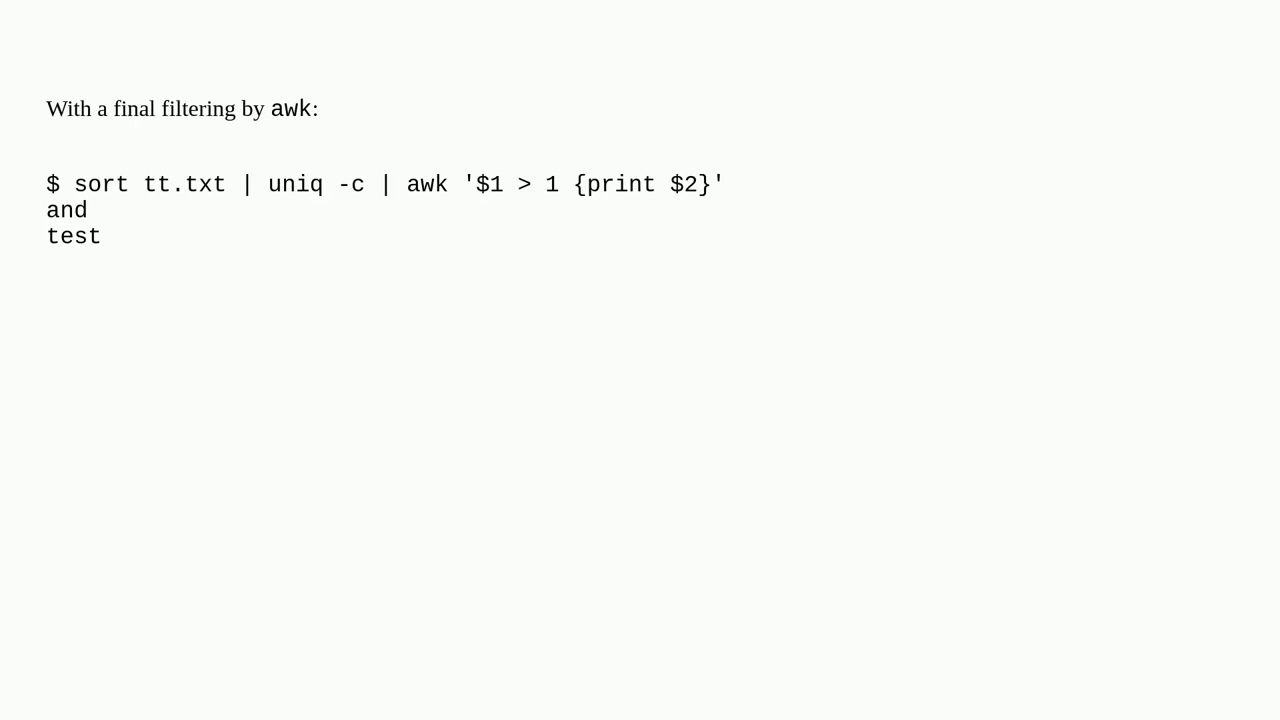 With a final filtering by awk:
$ sort tt.txt | uniq -c | awk '$1 > 1 {print $2}'
and
test